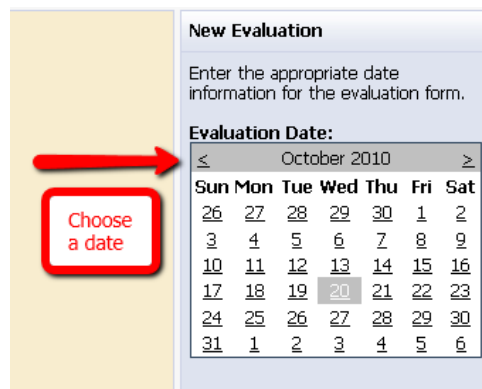 New Evaluation
Enter the appropriate date
information for the evaluation form.
Evaluation Date:
< October 2010 >
Sun Mon Tue Wed Thu Fri Sat
26 27 28 29 30 1 2
3 4 5 6 7 8 9
10 11 12 13 14 15 16
17 18 19 20 21 22 23
24 25 26 27 28 29 30
31 1 2 3 4 5 6
Choose
a date